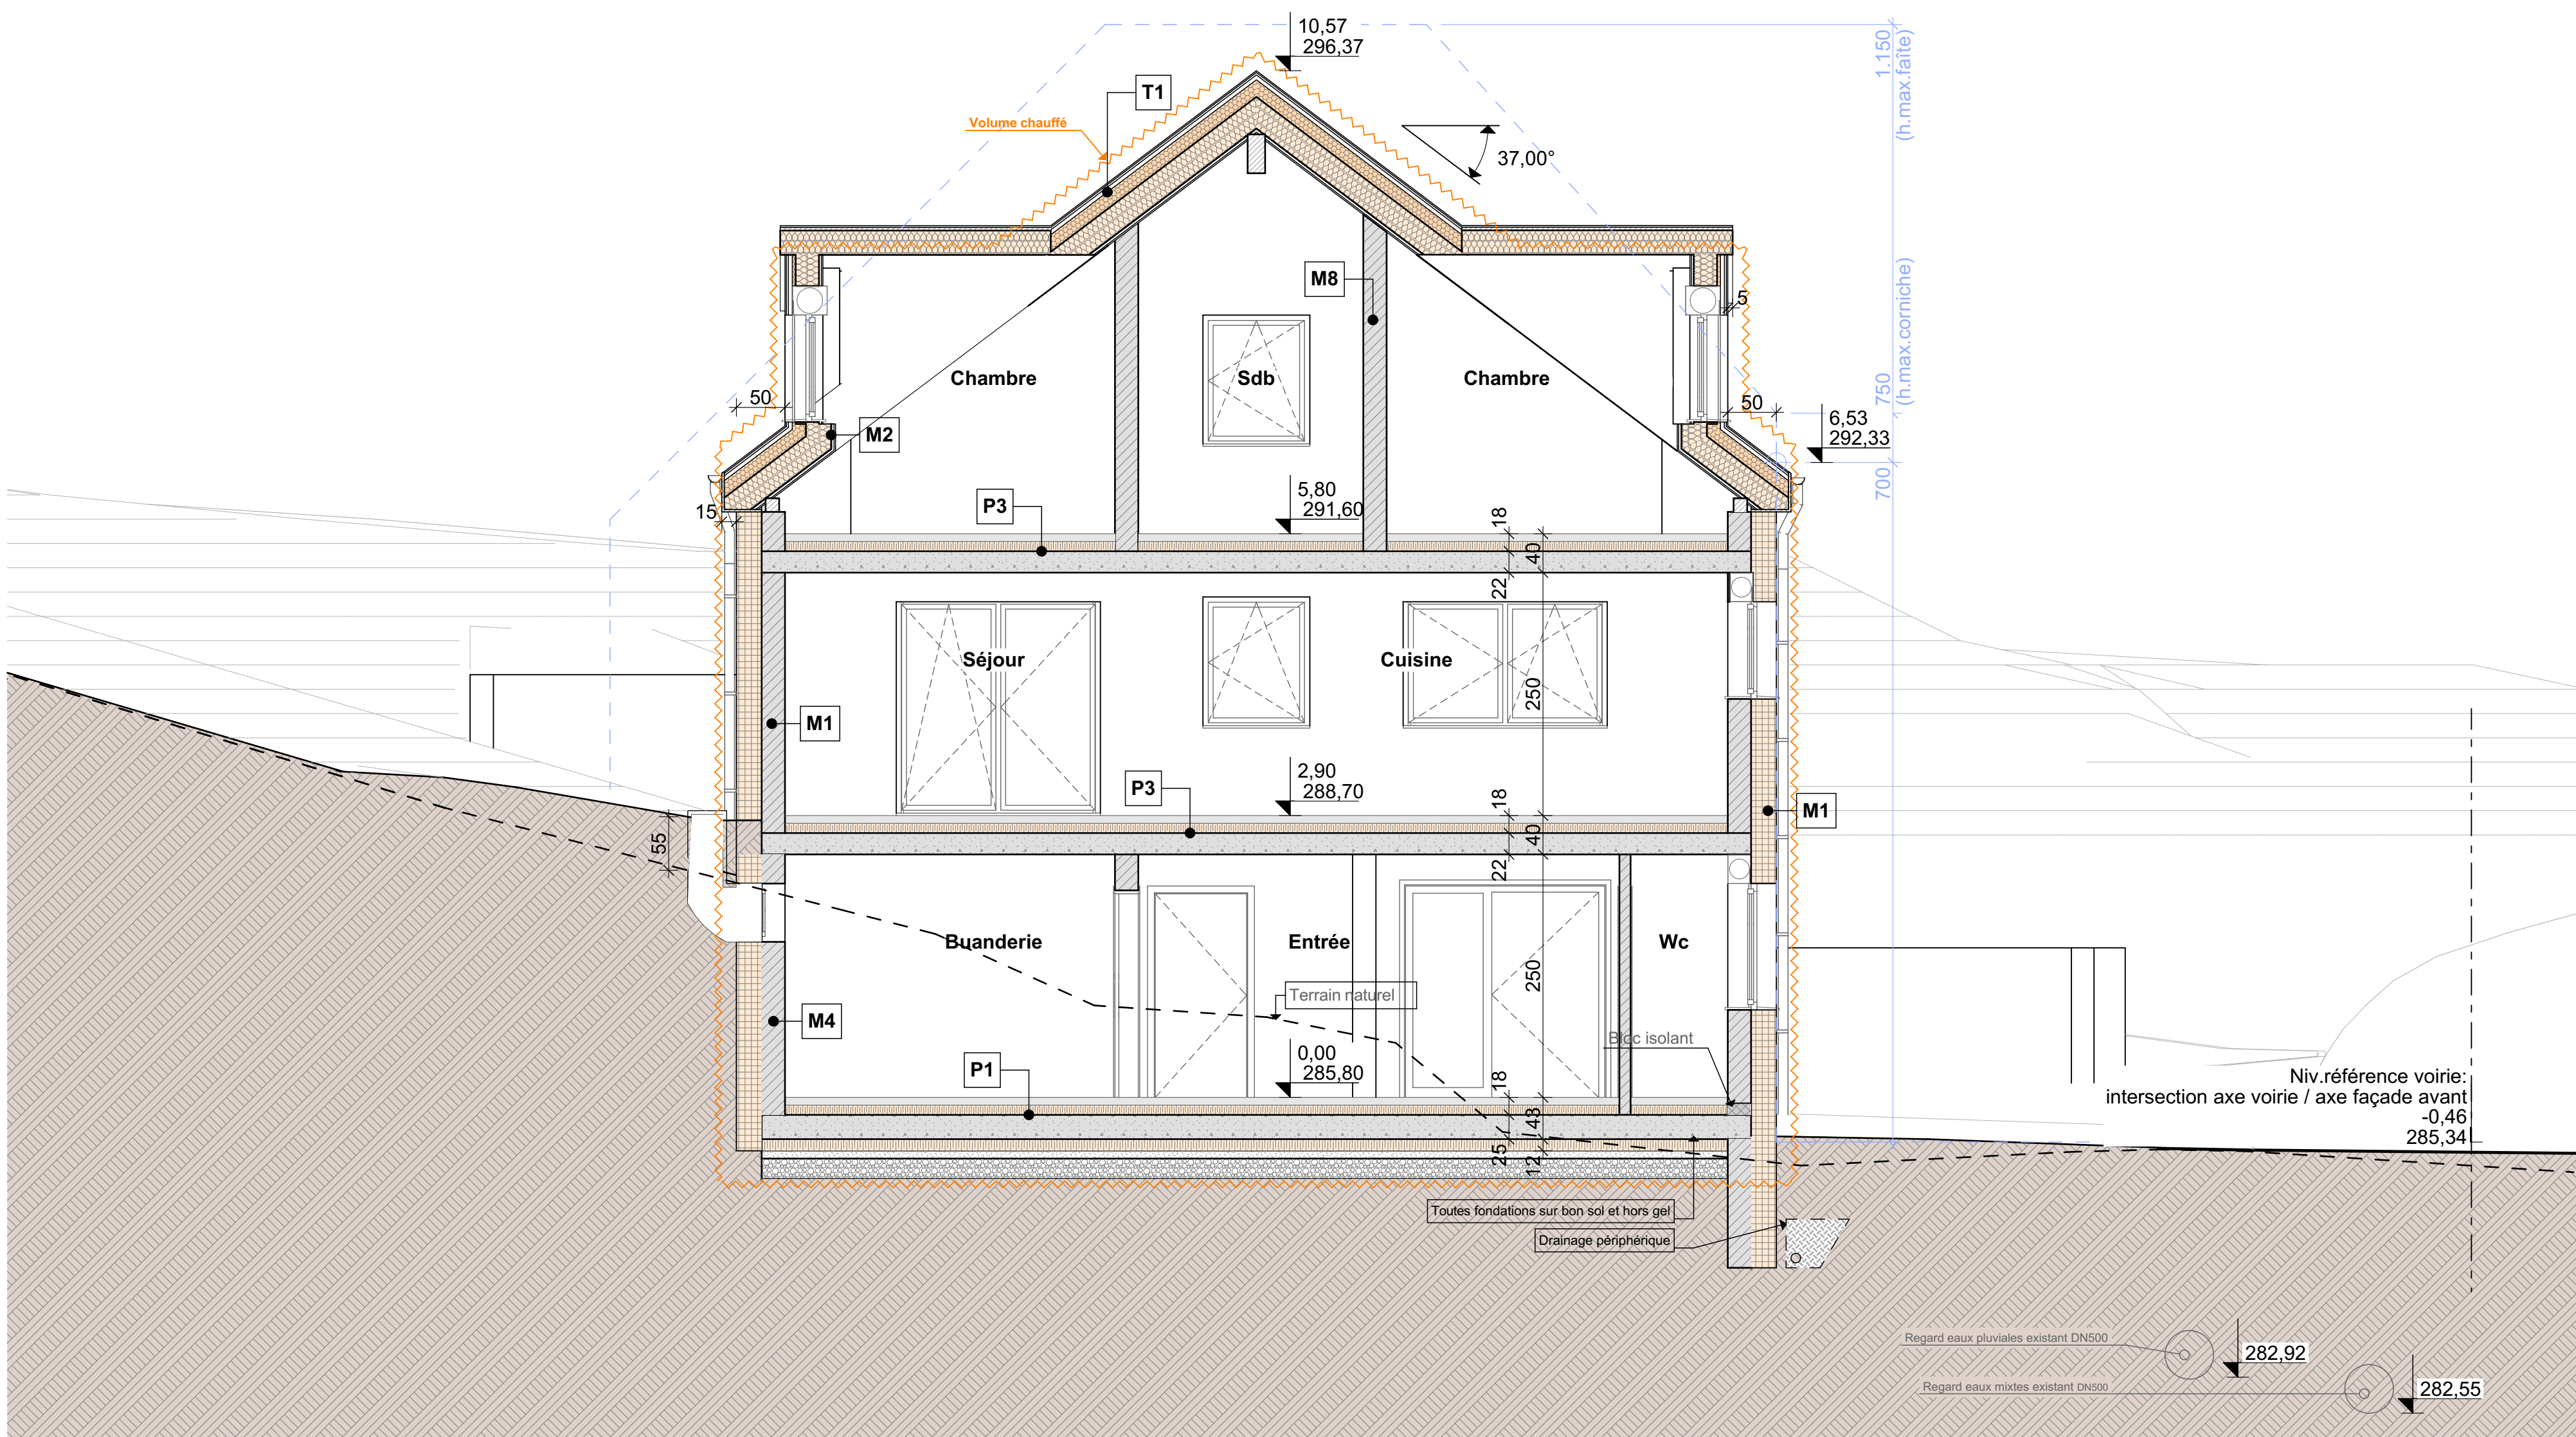 10,57
296,37
1.150
(h.max.faîte)
T1
Volume chauffé
37,00°
M8
5
750
(h.max.corniche)
Chambre
Sdb
Chambre
50
50
6,53
292,33
M2
700
P3
5,80
291,60
15
18
40
22
Séjour
Cuisine
250
M1
2,90
288,70
P3
18
M1
55
40
22
Buanderie
Entrée
Wc
250
Terrain naturel
M4
Bloc isolant
0,00
285,80
P1
18
43
Niv.référence voirie:
intersection axe voirie / axe façade avant
-0,46
285,34
25
12
Toutes fondations sur bon sol et hors gel
Drainage périphérique
Regard eaux pluviales existant DN500
282,92
Regard eaux mixtes existant DN500
282,55